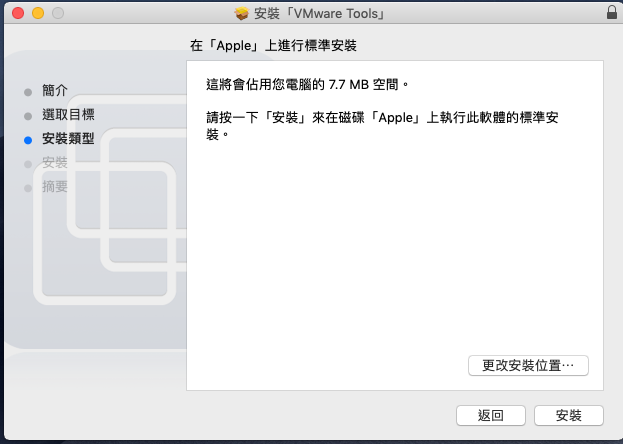 安裝「VMware Tools」
在「Apple」上進行標準安裝
簡介
選取目標
安裝類型
安裝
摘要
這將會佔用您電腦的 7.7 MB 空間。
請按一下「安裝」來在磁碟「Apple」上執行此軟體的標準安
裝。
更改安裝位置⋯
返回
安裝